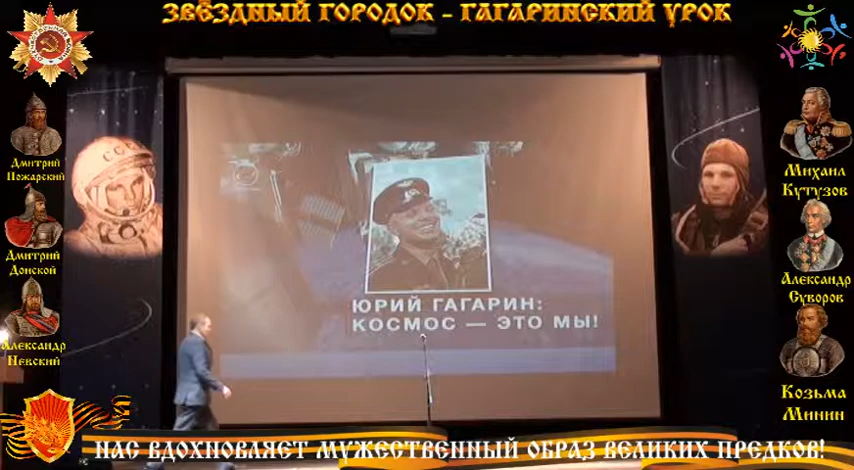 ЗВЁЗДНЫЙ ГОРОДОК - ГАГАРИНСКИЙ УРОК
Дмитрий
Пожарский
Дмитрий
Донской
Александр
Невский
СССР
ЮРИЙ ГАГАРИН:
КОСМОС — ЭТО МЫ!
Михаил
Кутузов
Александр
Суворов
Козьма
Минин
НАС ВДОХНОВЛЯЕТ МУЖЕСТВЕННЫЙ ОБРАЗ ВЕЛИКИХ ПРЕДКОВ!